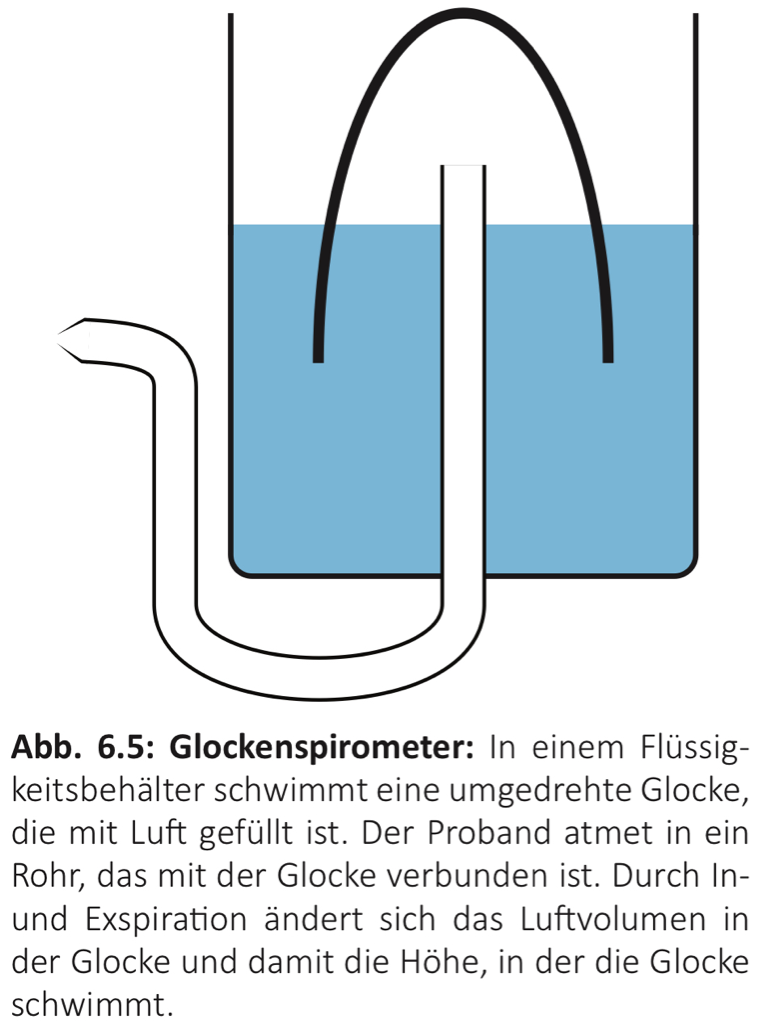 Abb. 6.5: Glockenspirometer: In einem Flüssig-
keitsbehälter schwimmt eine umgedrehte Glocke,
die mit Luft gefüllt ist. Der Proband atmet in ein
Rohr, das mit der Glocke verbunden ist. Durch In-
und Exspiration ändert sich das Luftvolumen in
der Glocke und damit die Höhe, in der die Glocke
schwimmt.